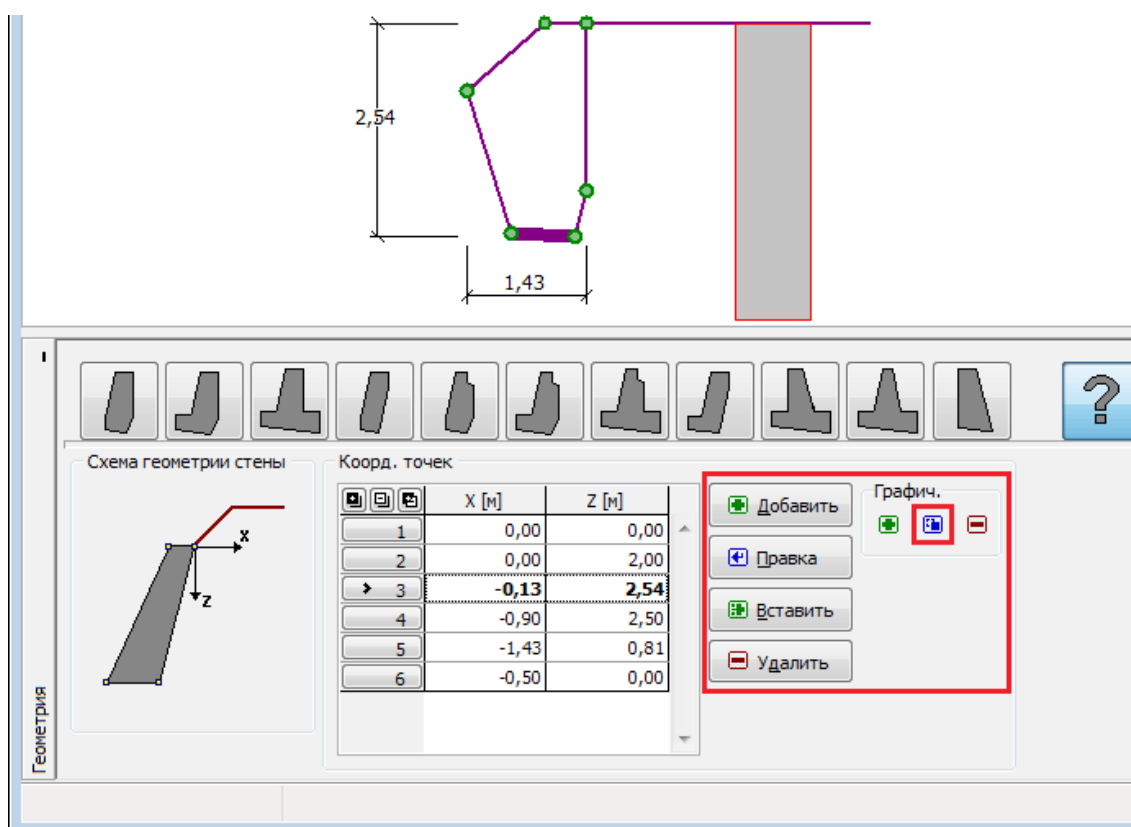 2,54
1,43
?
Схема геометрии стены
x
z
Коорд. точек
X [м] Z [м]
1 0,00 0,00
2 0,00 2,00
3 -0,13 2,54
4 -0,90 2,50
5 -1,43 0,81
6 -0,50 0,00
Добавить
Правка
Вставить
Удалить
Графич.
Геометрия